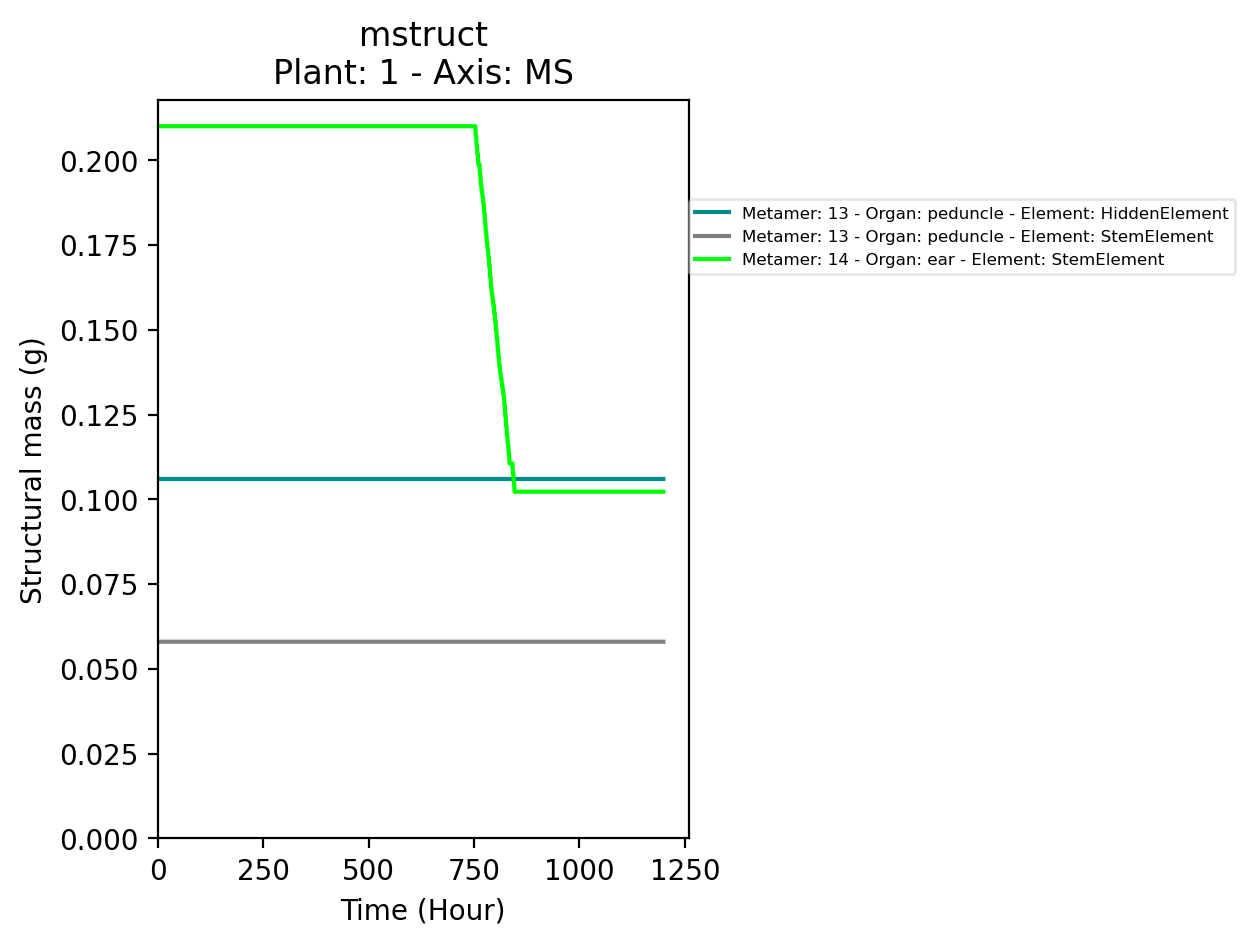 mstruct
Plant: 1 - Axis: MS
Structural mass (g)
0.200
0.175
0.150
0.125
0.100
0.075
0.050
0.025
0.000
0 250 500 750 1000 1250
Time (Hour)
Metamer: 13 - Organ: peduncle - Element: HiddenElement
Metamer: 13 - Organ: peduncle - Element: StemElement
Metamer: 14 - Organ: ear - Element: StemElement